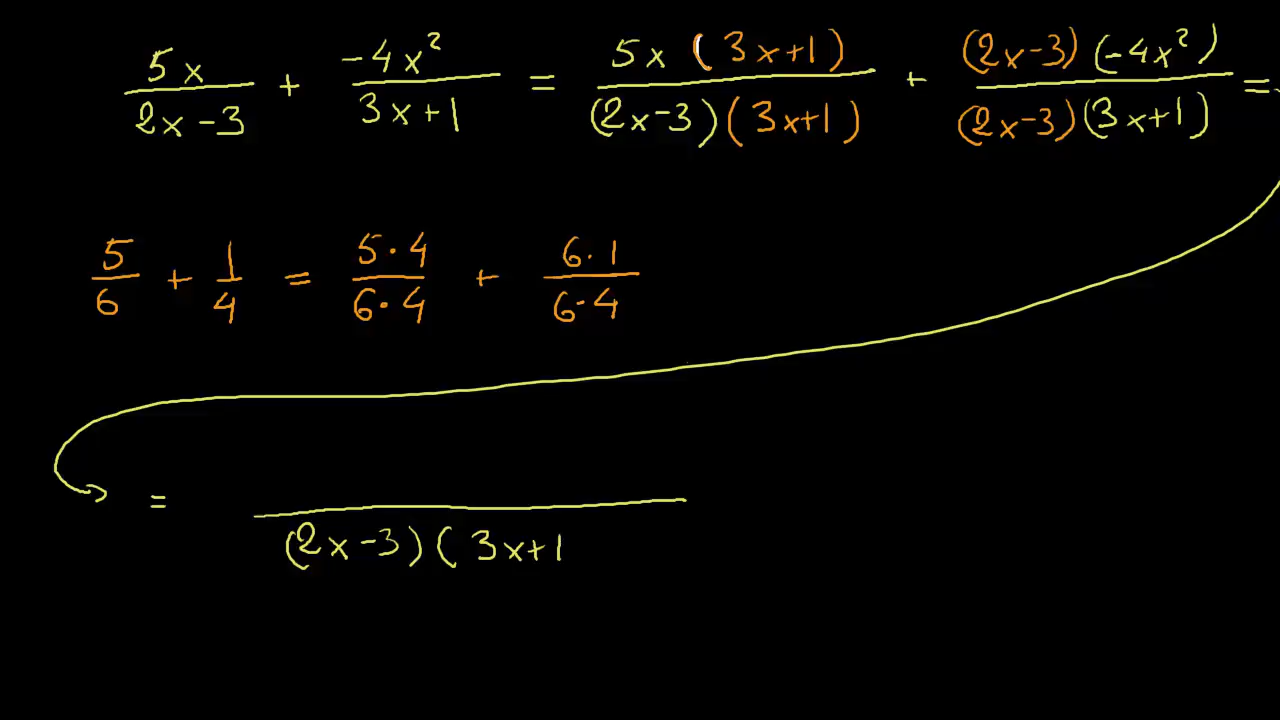 5x/(2x-3) + -4x²/(3x+1) = 5x(3x+1)/(2x-3)(3x+1) + (2x-3)(-4x²)/(2x-3)(3x+1) =
5/6 + 1/4 = 5·4/6·4 + 6·1/6·4
= /(2x-3)(3x+1